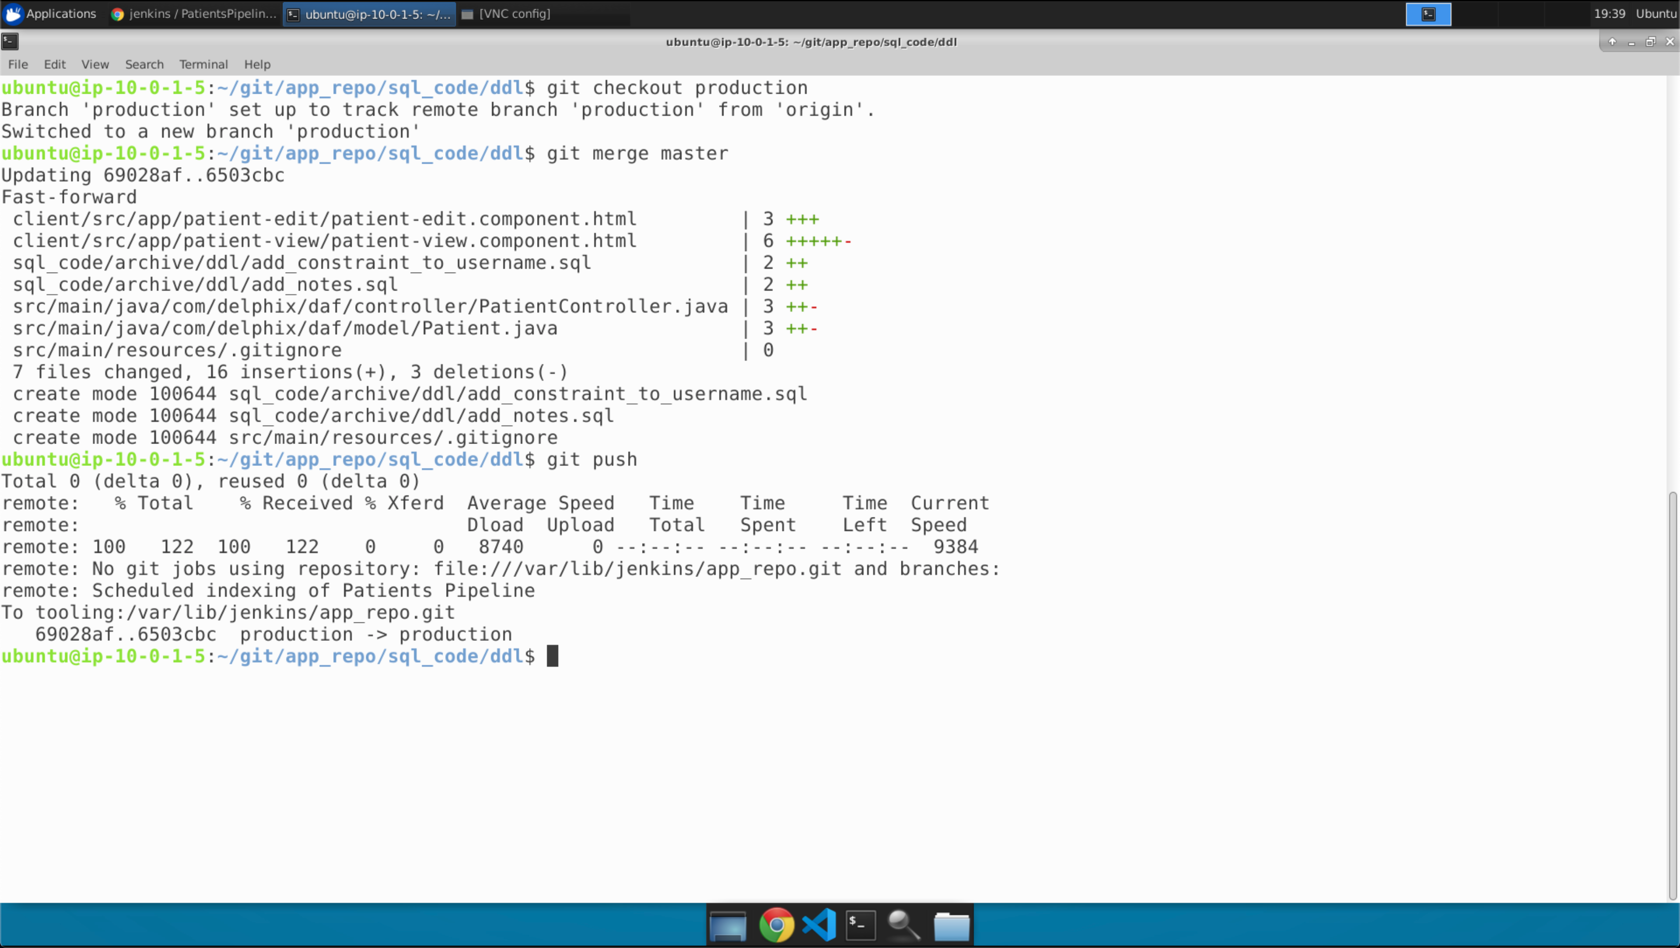 Applications jenkins / PatientsPipelin... ubuntu@ip-10-0-1-5: ~/... [VNC config] 19:39 Ubuntu
ubuntu@ip-10-0-1-5: ~/git/app_repo/sql_code/ddl
File Edit View Search Terminal Help
ubuntu@ip-10-0-1-5:~/git/app_repo/sql_code/ddl$ git checkout production
Branch 'production' set up to track remote branch 'production' from 'origin'.
Switched to a new branch 'production'
ubuntu@ip-10-0-1-5:~/git/app_repo/sql_code/ddl$ git merge master
Updating 69028af..6503cbc
Fast-forward
 client/src/app/patient-edit/patient-edit.component.html         | 3 +++
 client/src/app/patient-view/patient-view.component.html         | 6 +++++-
 sql_code/archive/ddl/add_constraint_to_username.sql             | 2 ++
 sql_code/archive/ddl/add_notes.sql                              | 2 ++
 src/main/java/com/delphix/daf/controller/PatientController.java | 3 ++-
 src/main/java/com/delphix/daf/model/Patient.java                | 3 ++-
 src/main/resources/.gitignore                                   | 0
 7 files changed, 16 insertions(+), 3 deletions(-)
 create mode 100644 sql_code/archive/ddl/add_constraint_to_username.sql
 create mode 100644 sql_code/archive/ddl/add_notes.sql
 create mode 100644 src/main/resources/.gitignore
ubuntu@ip-10-0-1-5:~/git/app_repo/sql_code/ddl$ git push
Total 0 (delta 0), reused 0 (delta 0)
remote:   % Total    % Received % Xferd  Average Speed   Time    Time     Time  Current
remote:                                  Dload  Upload   Total   Spent    Left  Speed
remote: 100   122  100   122    0     0   8740      0 --:--:-- --:--:-- --:--:--  9384
remote: No git jobs using repository: file:///var/lib/jenkins/app_repo.git and branches:
remote: Scheduled indexing of Patients Pipeline
To tooling:/var/lib/jenkins/app_repo.git
   69028af..6503cbc  production -> production
ubuntu@ip-10-0-1-5:~/git/app_repo/sql_code/ddl$